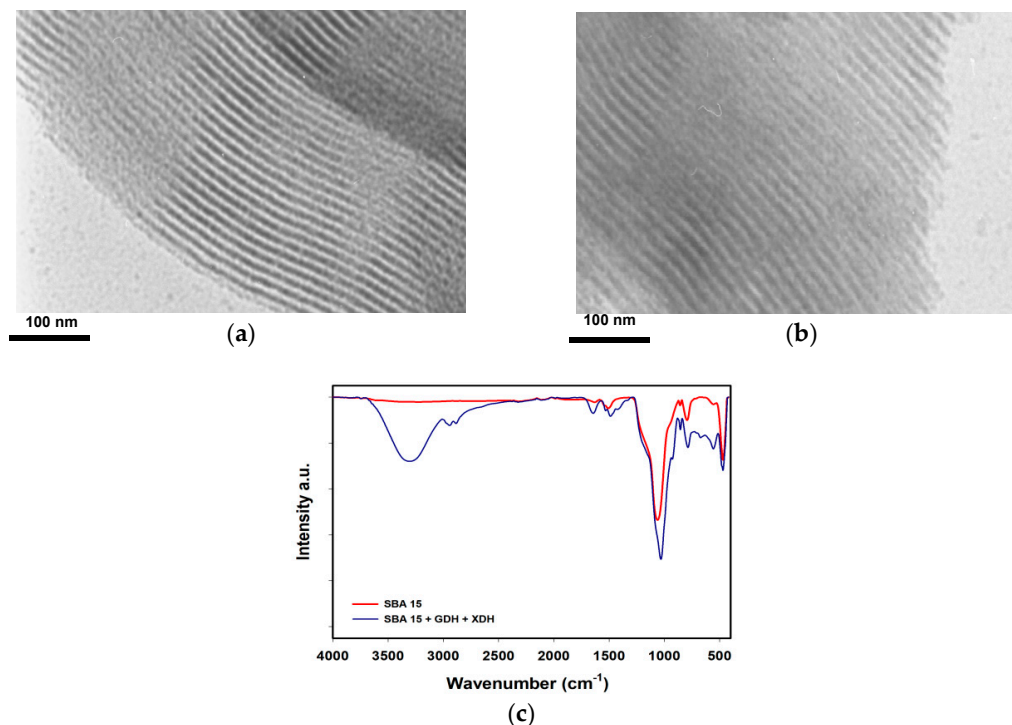 100 nm
(a)
100 nm
(b)
Intensity a.u.
SBA 15
SBA 15 + GDH + XDH
4000 3500 3000 2500 2000 1500 1000 500
Wavenumber (cm⁻¹)
(c)